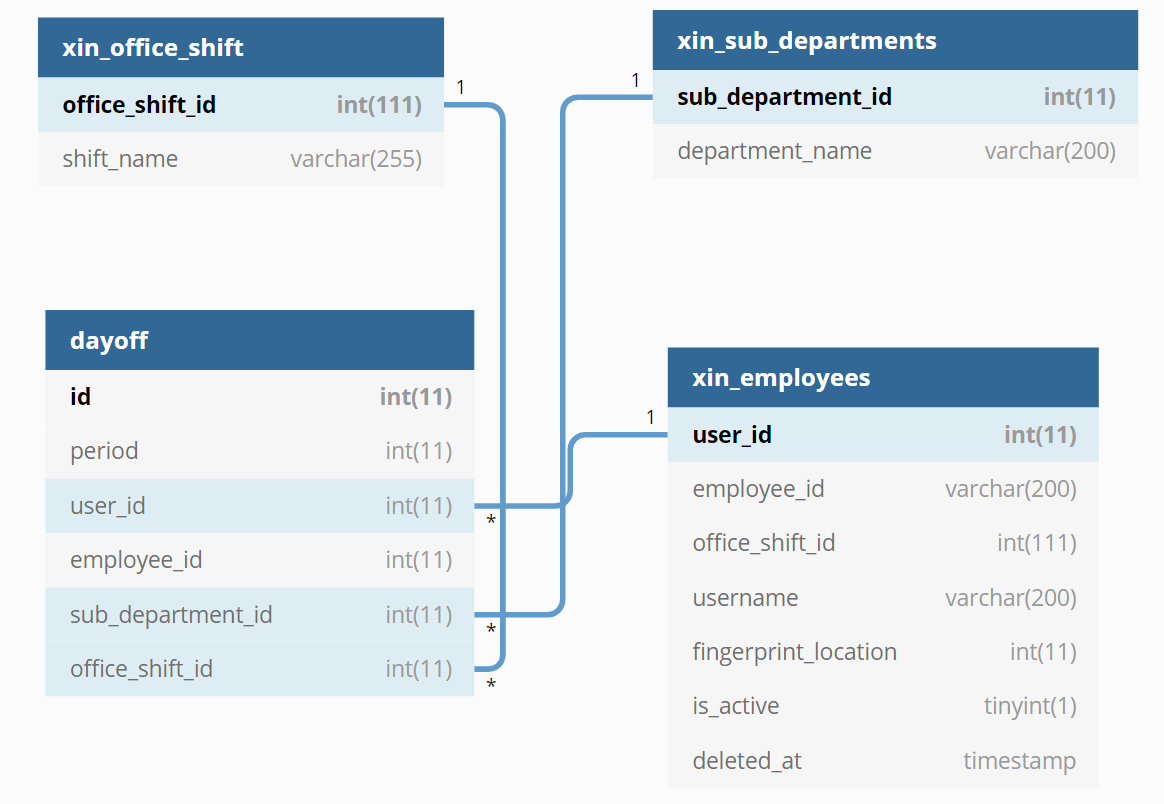 xin_office_shift
office_shift_id int(111)
shift_name varchar(255)
1
xin_sub_departments
sub_department_id int(11)
department_name varchar(200)
1
dayoff
id int(11)
period int(11)
user_id int(11)
*
employee_id int(11)
sub_department_id int(11)
*
office_shift_id int(11)
*
xin_employees
1
user_id int(11)
employee_id varchar(200)
office_shift_id int(111)
username varchar(200)
fingerprint_location int(11)
is_active tinyint(1)
deleted_at timestamp